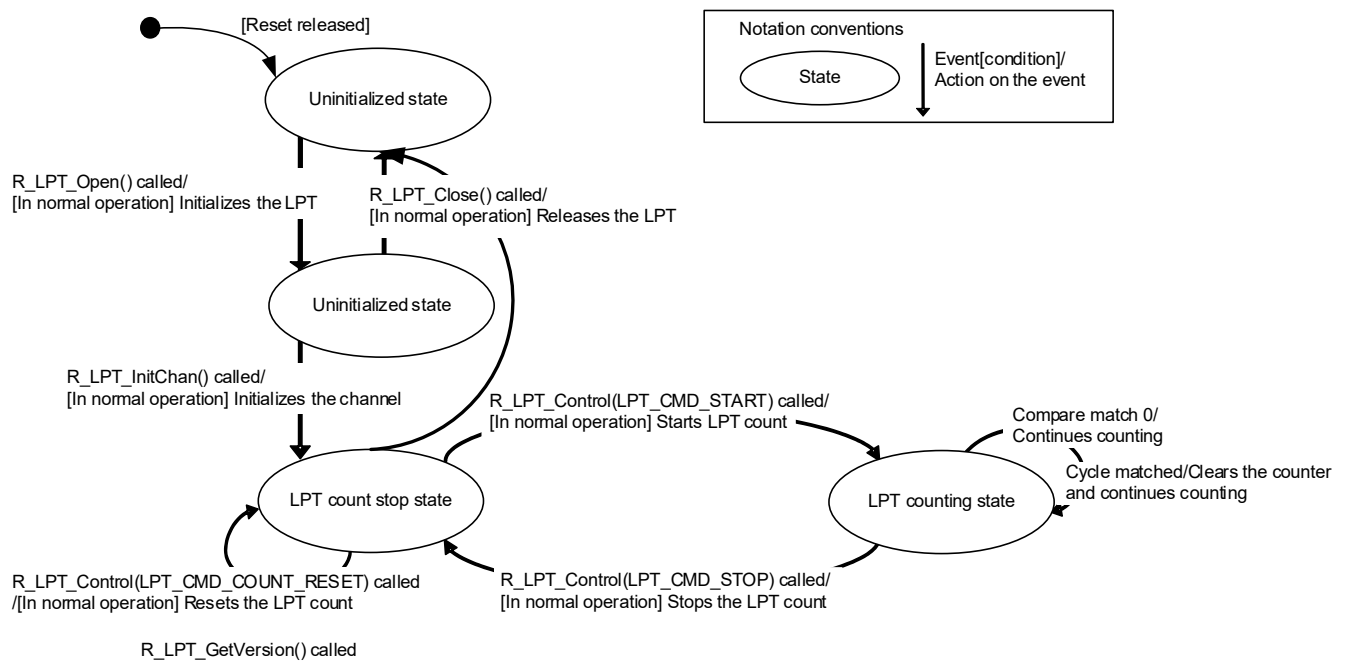 [Reset released]
Notation conventions
State
Event[condition]/
Action on the event
Uninitialized state
R_LPT_Open() called/
[In normal operation] Initializes the LPT
R_LPT_Close() called/
[In normal operation] Releases the LPT
Uninitialized state
R_LPT_InitChan() called/
[In normal operation] Initializes the channel
R_LPT_Control(LPT_CMD_START) called/
[In normal operation] Starts LPT count
Compare match 0/
Continues counting
Cycle matched/Clears the counter
and continues counting
LPT count stop state
LPT counting state
R_LPT_Control(LPT_CMD_COUNT_RESET) called
/[In normal operation] Resets the LPT count
R_LPT_Control(LPT_CMD_STOP) called/
[In normal operation] Stops the LPT count
R_LPT_GetVersion() called